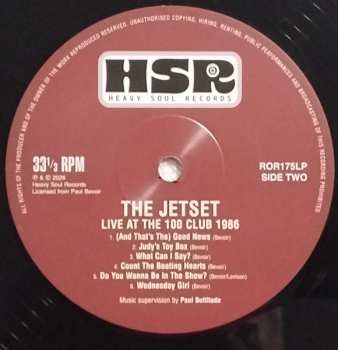 ALL RIGHTS OF THE PRODUCER AND OF THE OWNER OF THE WORK REPRODUCED RESERVED. UNAUTHORISED COPYING, HIRING, RENTING, PUBLIC PERFORMANCES AND BROADCASTING OF THIS RECORDING PROHIBITED.
HSR
HEAVY SOUL RECORDS
33 1/3 RPM
℗ & © 2024
Heavy Soul Records
Licensed from Paul Bevoir
ROR175LP
SIDE TWO
THE JETSET
LIVE AT THE 100 CLUB 1986
1. (And That's The) Good News (Bevoir)
2. Judy's Toy Box (Bevoir)
3. What Can I Say? (Bevoir)
4. Count The Beating Hearts (Bevoir)
5. Do You Wanna Be In The Show? (Bevoir/Levison)
6. Wednesday Girl (Bevoir)
Music supervision by Paul Bultitude